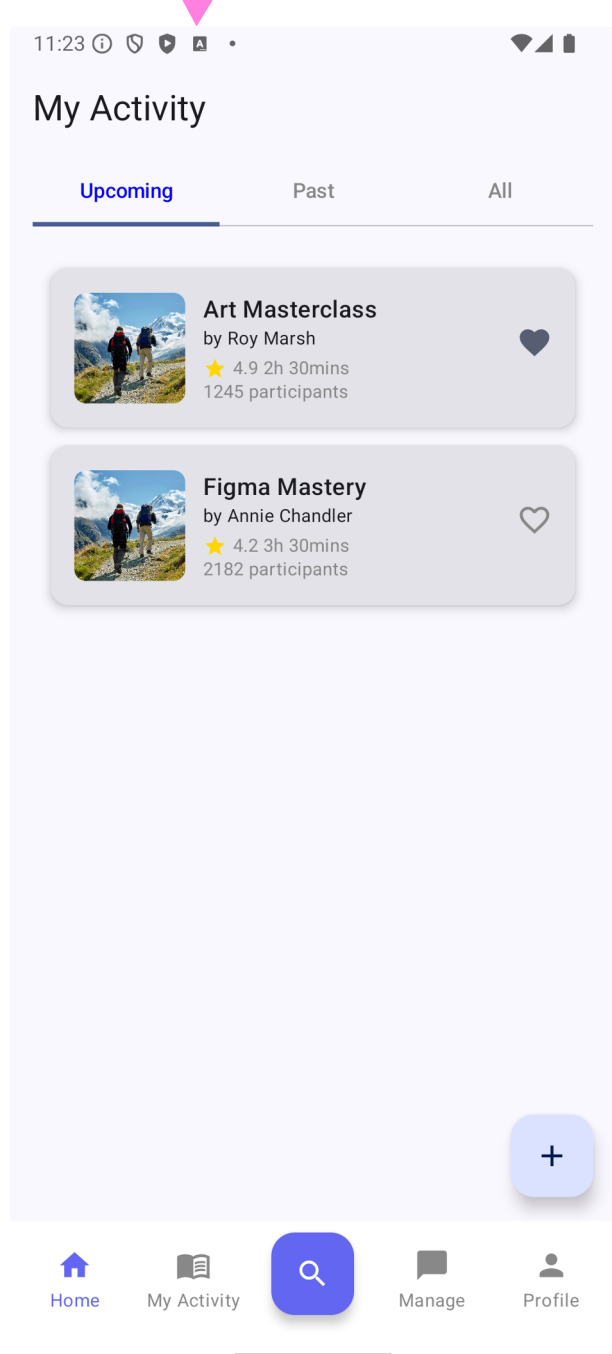 11:23
My Activity
Upcoming Past All
Art Masterclass
by Roy Marsh
4.9 2h 30mins
1245 participants
Figma Mastery
by Annie Chandler
4.2 3h 30mins
2182 participants
+
Home My Activity Manage Profile